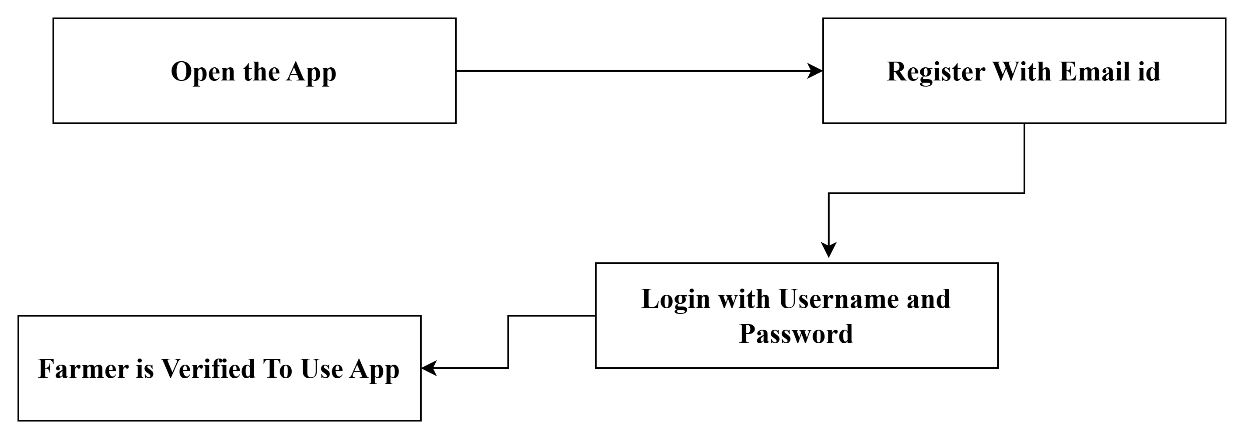 Open the App
Register With Email id
Login with Username and
Password
Farmer is Verified To Use App